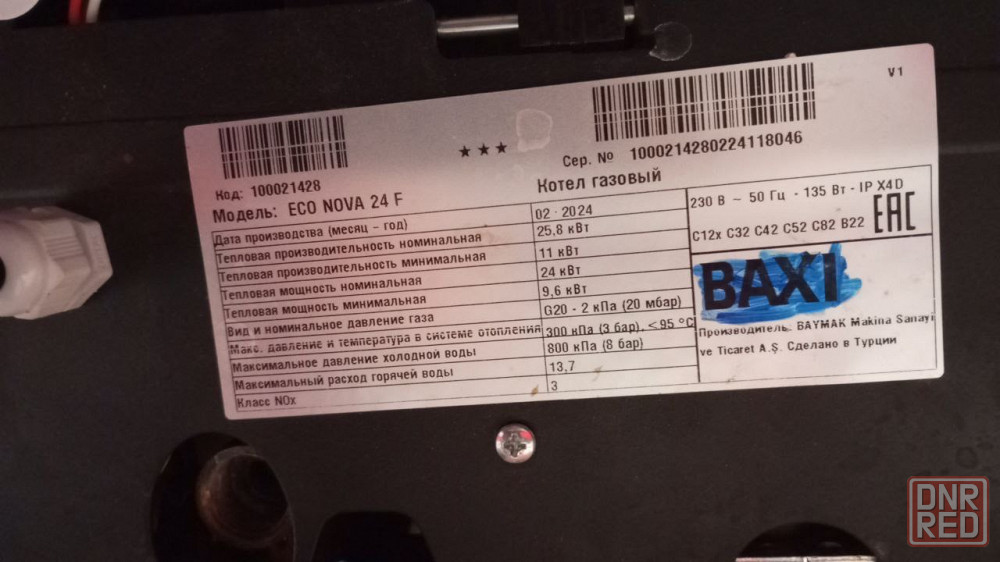 V1
★★★
Сер. № 1000214280224118046
Код: 100021428
Котел газовый
Модель: ECO NOVA 24 F
Дата производства (месяц - год) 02 - 2024
Тепловая производительность номинальная 25,8 кВт
Тепловая производительность минимальная 11 кВт
Тепловая мощность номинальная 24 кВт
Тепловая мощность минимальная 9,6 кВт
Вид и номинальное давление газа G20 - 2 кПа (20 мбар)
Макс. давление и температура в системе отопления 300 кПа (3 бар), <95 °C
Максимальное давление холодной воды 800 кПа (8 бар)
Максимальный расход горячей воды 13,7
Класс NOx 3
230 В ~ 50 Гц - 135 Вт - IP X4D
C12x C32 C42 C52 C82 B22
EAC
BAXI
Производитель: BAYMAK Makina Sanayi
ve Ticaret A.Ş. Сделано в Турции
DNR
RED